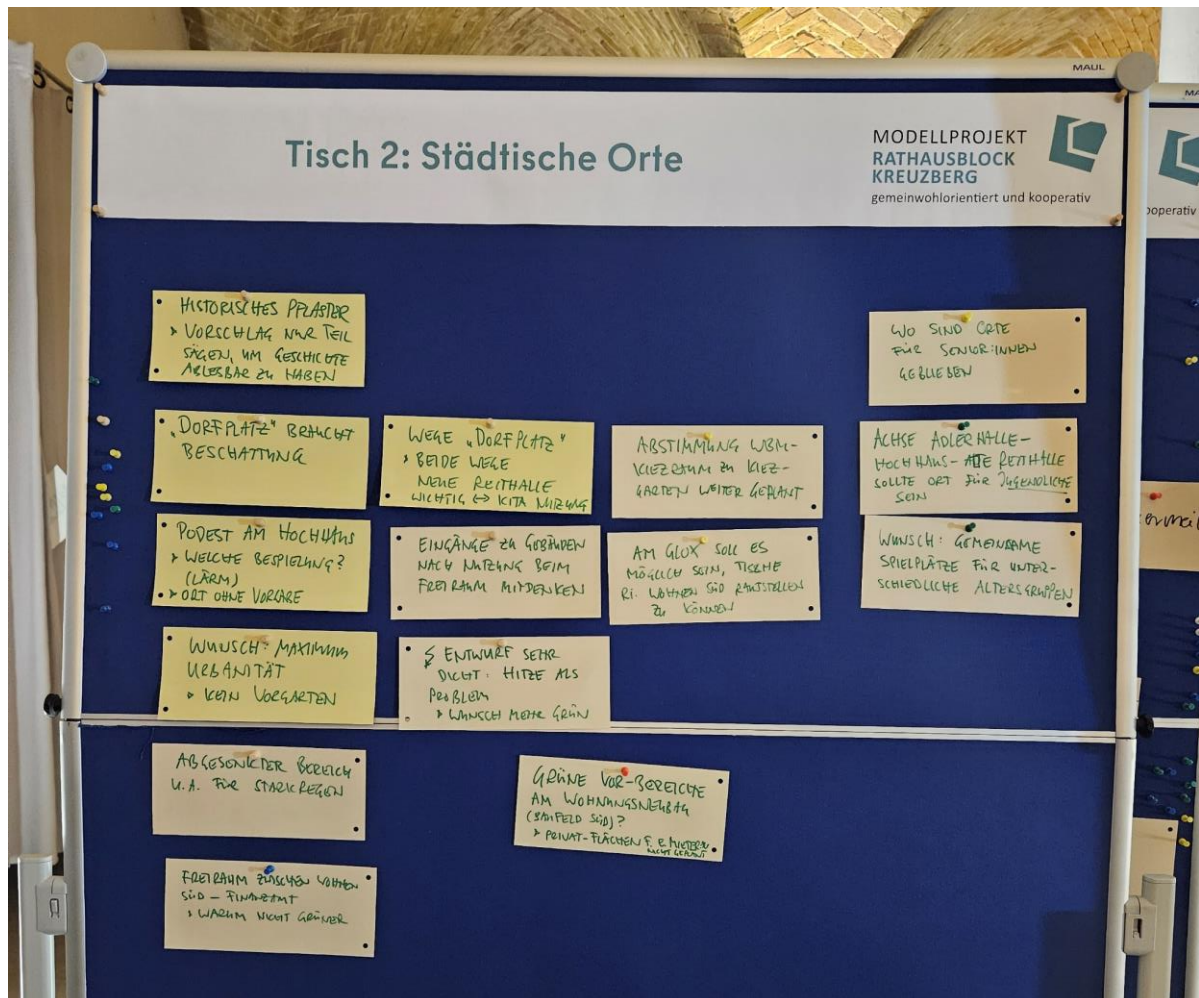 MAUL
Tisch 2: Städtische Orte
MODELLPROJEKT
RATHAUSBLOCK
KREUZBERG
gemeinwohlorientiert und kooperativ
HISTORISCHES PFLASTER
> VORSCHLAG NUR TEIL
SÄGEN, UM GESCHICHTE
ABLESBAR ZU HABEN
„DORFPLATZ" BRAUCHT
BESCHATTUNG
PODEST AM HOCHHAUS
> WELCHE BESPIELUNG?
(LÄRM)
> ORT OHNE VORLAGE
WUNSCH: MAXIMUM
URBANITÄT
> KEIN VORGARTEN
ABGESENKTER BEREICH
U.A. FÜR STARKREGEN
FREIRAUM ZWISCHEN WOHNEN
SÜD – FINANZAMT
> WARUM NICHT GRÜNER
WEGE „DORFPLATZ"
> BEIDE WEGE
NEUE REITHALLE
WICHTIG ↔ KITA NUTZUNG
EINGÄNGE ZU GEBÄUDEN
NACH NUTZUNG BEIM
FREIRAUM MITDENKEN
ENTWURF SEHR
DICHT. HITZE ALS
PROBLEM
> WUNSCH MEHR GRÜN
GRÜNE VOR-BEREICHE
AM WOHNUNGSNEUBAU
(BAUFELD SÜD)?
> PRIVAT-FLÄCHEN F. E. MIETER:N
NICHT GEPLANT
ABSTIMMUNG WBM-
KIEZRAUM ZU KIEZ-
GARTEN WEITER GEPLANT
AM GLOX SOLL ES
MÖGLICH SEIN, TISCHE
RI. WOHNEN SÜD RAUSSTELLEN
ZU KÖNNEN
WO SIND ORTE
FÜR SENIOR:INNEN
GEBLIEBEN
ACHSE ADLERHALLE–
HOCHHAUS–ALTE REITHALLE
SOLLTE ORT FÜR JUGENDLICHE
SEIN
WUNSCH: GEMEINSAME
SPIELPLÄTZE FÜR UNTER-
SCHIEDLICHE ALTERSGRUPPEN